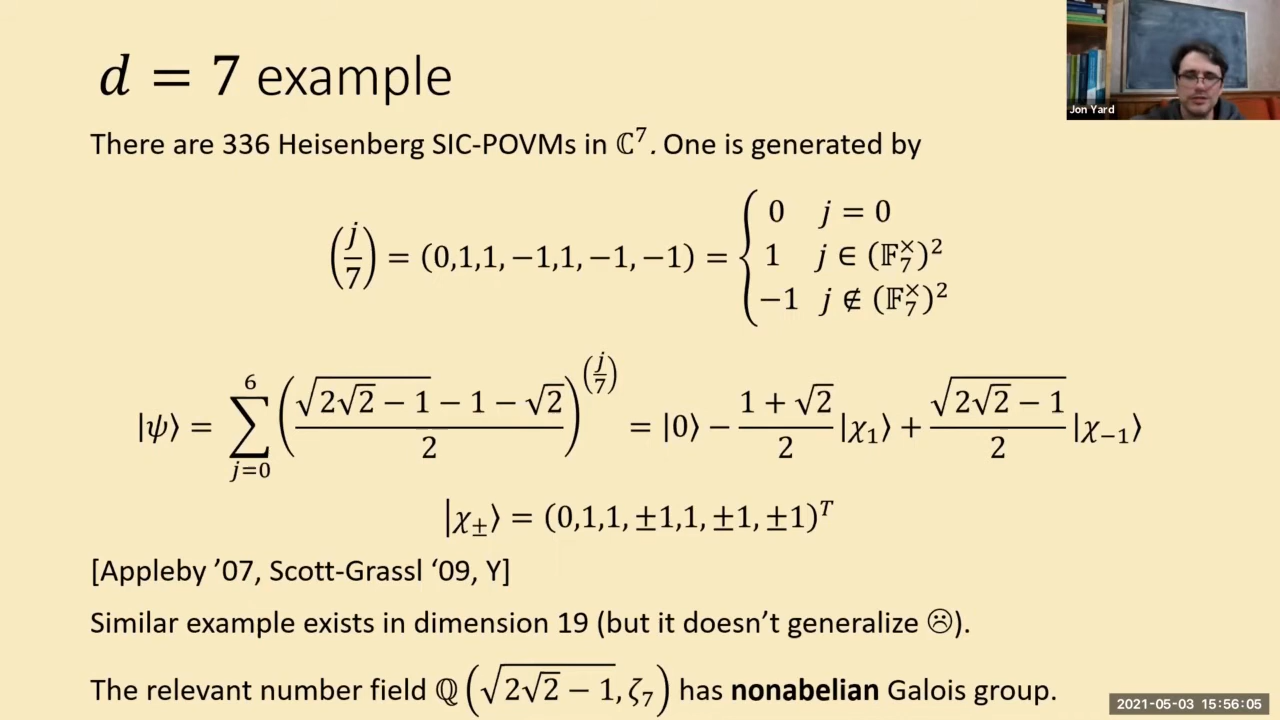 d = 7 example
Jon Yard
There are 336 Heisenberg SIC-POVMs in ℂ⁷. One is generated by
(j/7) = (0,1,1,−1,1,−1,−1) = { 0 j = 0
1 j ∈ (𝔽₇ˣ)²
−1 j ∉ (𝔽₇ˣ)²
|ψ⟩ = ∑_{j=0}^{6} ((√(2√2 − 1) − 1 − √2)/2)^{(j/7)} = |0⟩ − (1 + √2)/2 |χ₁⟩ + √(2√2 − 1)/2 |χ₋₁⟩
|χ±⟩ = (0,1,1,±1,1,±1,±1)ᵀ
[Appleby ’07, Scott-Grassl ‘09, Y]
Similar example exists in dimension 19 (but it doesn’t generalize ☹).
The relevant number field ℚ(√(2√2 − 1), ζ₇) has nonabelian Galois group.
2021-05-03 15:56:05